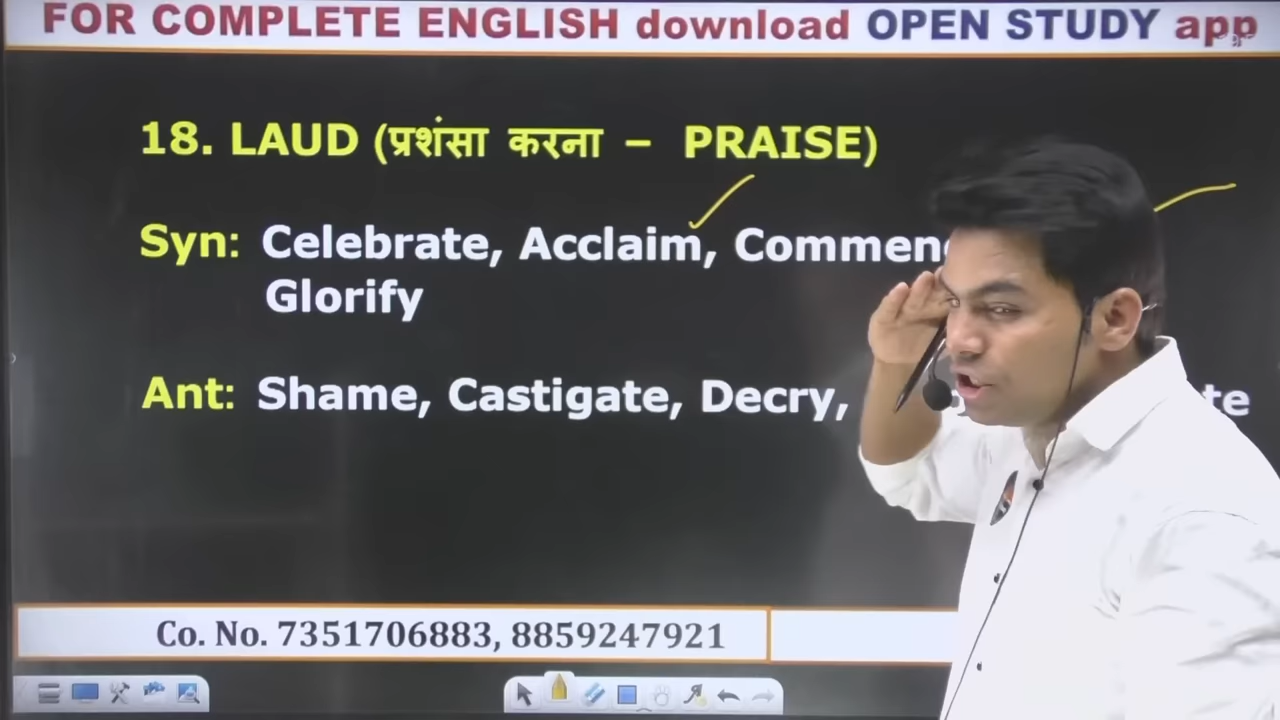 FOR COMPLETE ENGLISH download OPEN STUDY app
18. LAUD (प्रशंसा करना – PRAISE)
Syn: Celebrate, Acclaim,
Glorify
Ant: Shame, Castigate, Decry,
Co. No. 7351706883, 8859247921